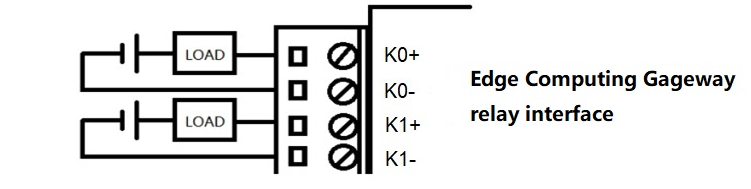 LOAD
K0+
K0-
LOAD
K1+
K1-
Edge Computing Gageway
relay interface